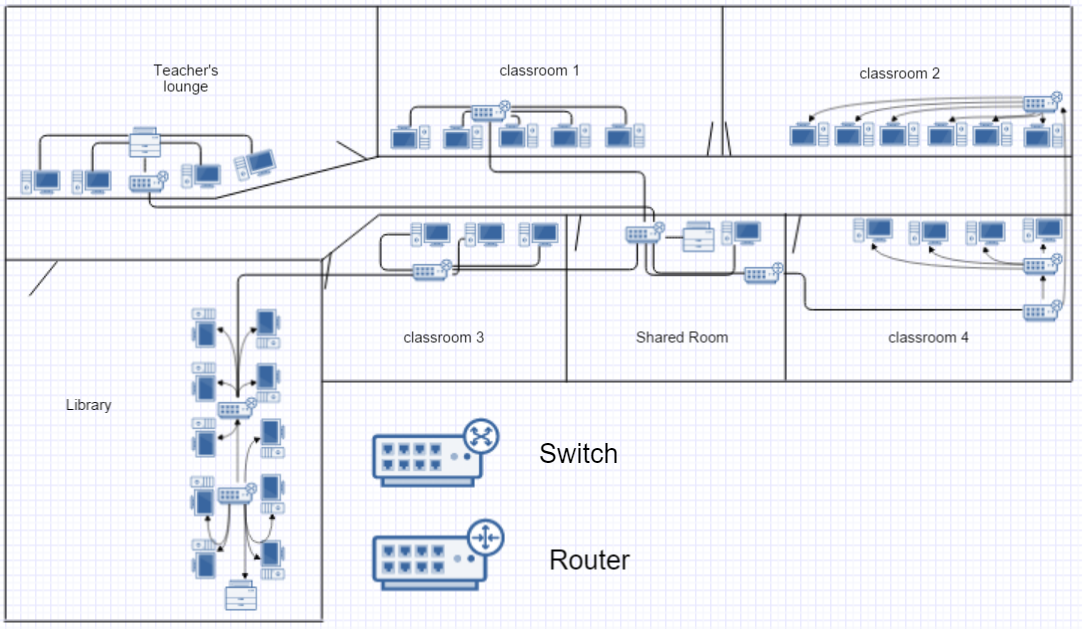 Teacher's
lounge
classroom 1
classroom 2
classroom 3
Shared Room
classroom 4
Library
Switch
Router